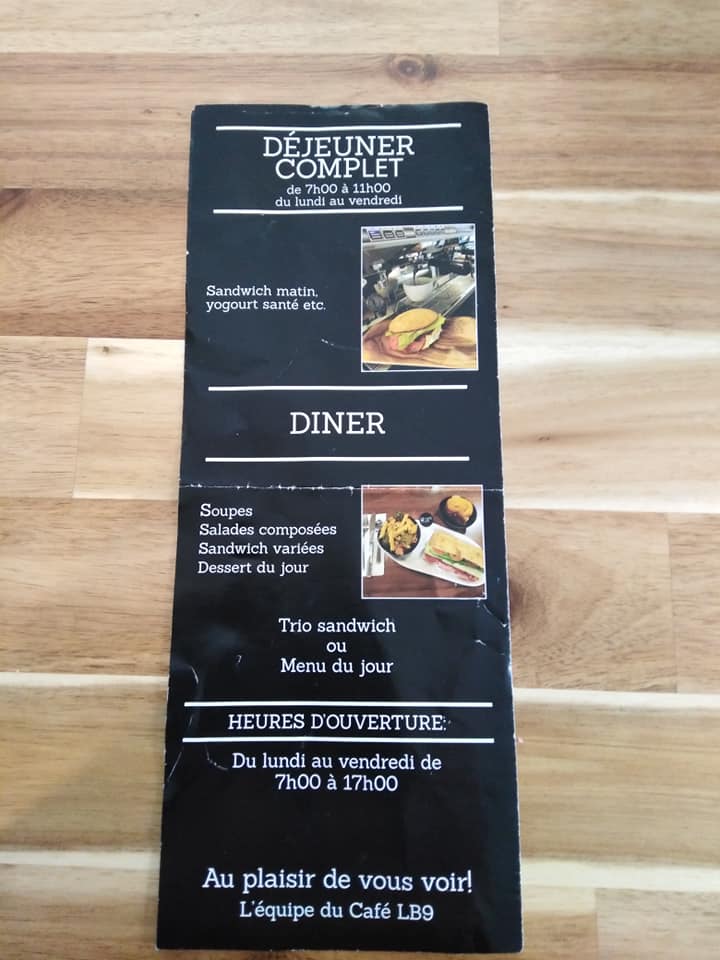 DÉJEUNER
COMPLET
de 7h00 à 11h00
du lundi au vendredi
Sandwich matin,
yogourt santé etc.
DINER
Soupes
Salades composées
Sandwich variées
Dessert du jour
Trio sandwich
ou
Menu du jour
HEURES D'OUVERTURE:
Du lundi au vendredi de
7h00 à 17h00
Au plaisir de vous voir!
L'équipe du Café LB9